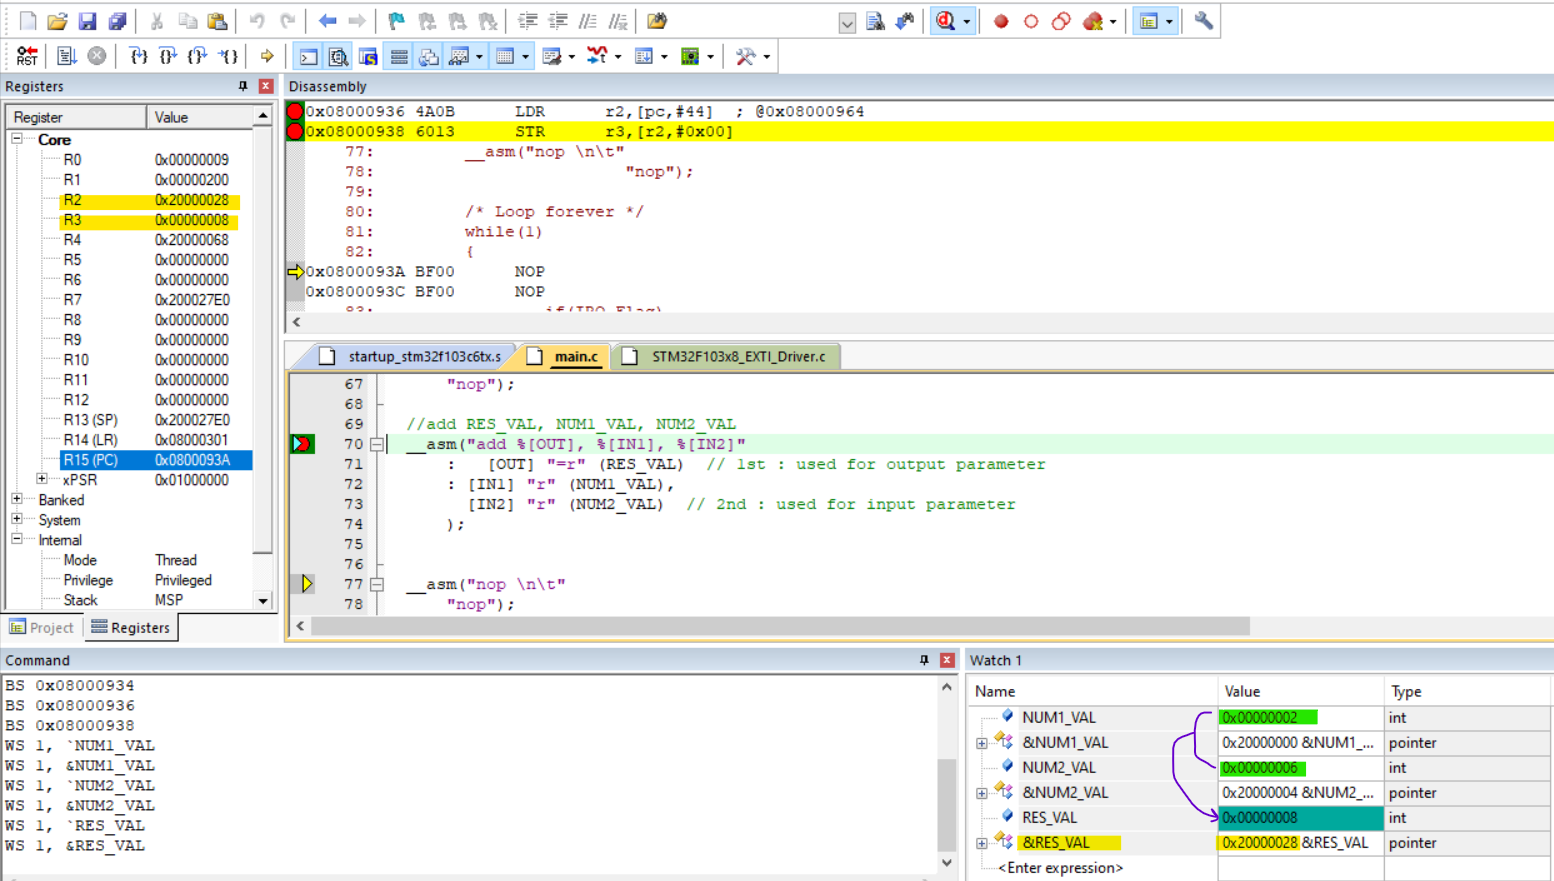 RST
Registers
Disassembly
Register Value
Core
R0 0x00000009
R1 0x00000200
R2 0x20000028
R3 0x00000008
R4 0x20000068
R5 0x00000000
R6 0x00000000
R7 0x200027E0
R8 0x00000000
R9 0x00000000
R10 0x00000000
R11 0x00000000
R12 0x00000000
R13 (SP) 0x200027E0
R14 (LR) 0x08000301
R15 (PC) 0x0800093A
xPSR 0x01000000
Banked
System
Internal
Mode Thread
Privilege Privileged
Stack MSP
Project Registers
0x08000936 4A0B LDR r2,[pc,#44] ; @0x08000964
0x08000938 6013 STR r3,[r2,#0x00]
77: __asm("nop \n\t"
78: "nop");
79:
80: /* Loop forever */
81: while(1)
82: {
0x0800093A BF00 NOP
0x0800093C BF00 NOP
83: if(IRQ_Flag)
startup_stm32f103c6tx.s main.c STM32F103x8_EXTI_Driver.c
67 "nop");
68
69 //add RES_VAL, NUM1_VAL, NUM2_VAL
70 __asm("add %[OUT], %[IN1], %[IN2]"
71 : [OUT] "=r" (RES_VAL) // 1st : used for output parameter
72 : [IN1] "r" (NUM1_VAL),
73 [IN2] "r" (NUM2_VAL) // 2nd : used for input parameter
74 );
75
76
77 __asm("nop \n\t"
78 "nop");
Command
BS 0x08000934
BS 0x08000936
BS 0x08000938
WS 1, `NUM1_VAL
WS 1, &NUM1_VAL
WS 1, `NUM2_VAL
WS 1, &NUM2_VAL
WS 1, `RES_VAL
WS 1, &RES_VAL
Watch 1
Name Value Type
NUM1_VAL 0x00000002 int
&NUM1_VAL 0x20000000 &NUM1_... pointer
NUM2_VAL 0x00000006 int
&NUM2_VAL 0x20000004 &NUM2_... pointer
RES_VAL 0x00000008 int
&RES_VAL 0x20000028 &RES_VAL pointer
<Enter expression>